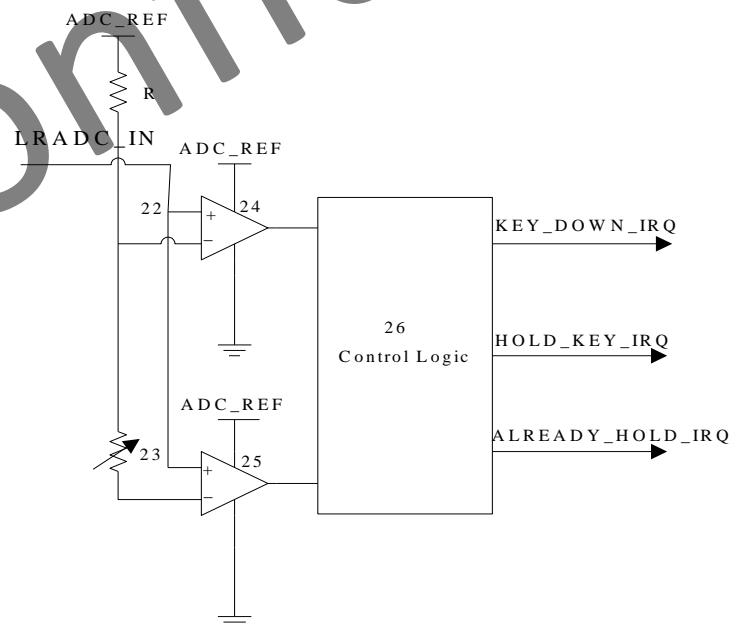 ADC_REF
R
LRADC_IN
ADC_REF
22
+
24
−
KEY_DOWN_IRQ
26
Control Logic
HOLD_KEY_IRQ
ADC_REF
ALREADY_HOLD_IRQ
23
+
25
−